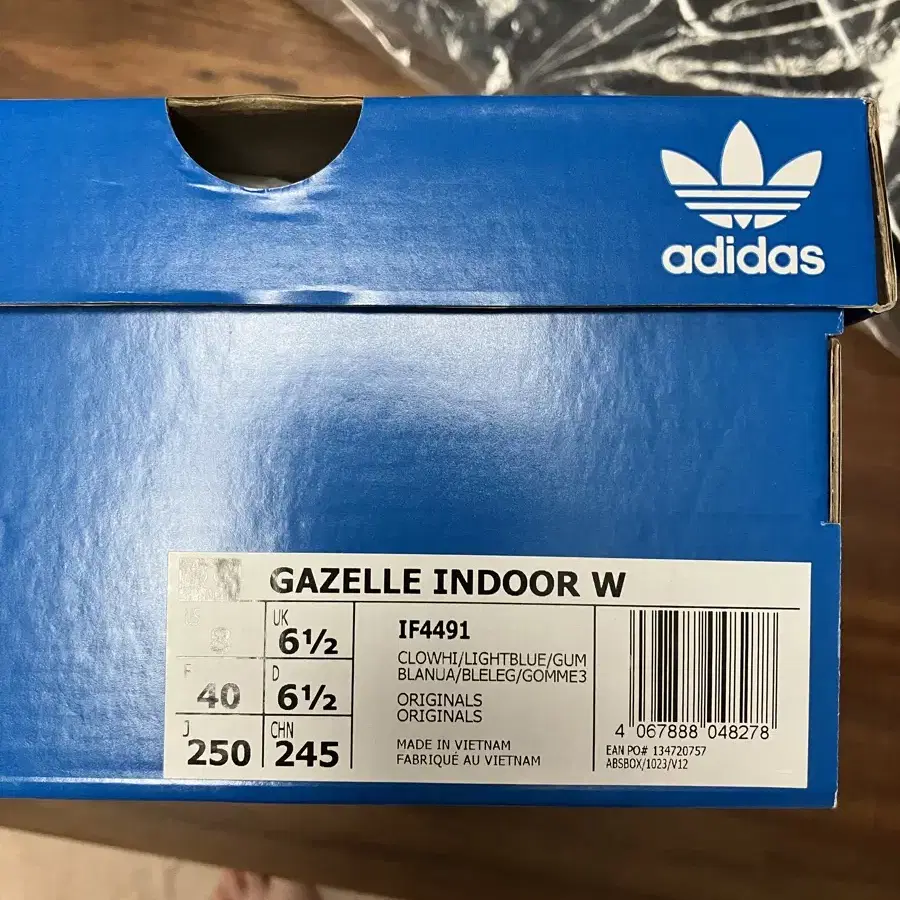 adidas
GAZELLE INDOOR W
UK
6½
F
40
D
6½
J
250
CHN
245
IF4491
CLOWHI/LIGHTBLUE/GUM
BLANUA/BLELEG/GOMME3
ORIGINALS
ORIGINALS
MADE IN VIETNAM
FABRIQUÉ AU VIETNAM
4 067888 048278
EAN PO# 134720757
ABSBOX/1023/V12